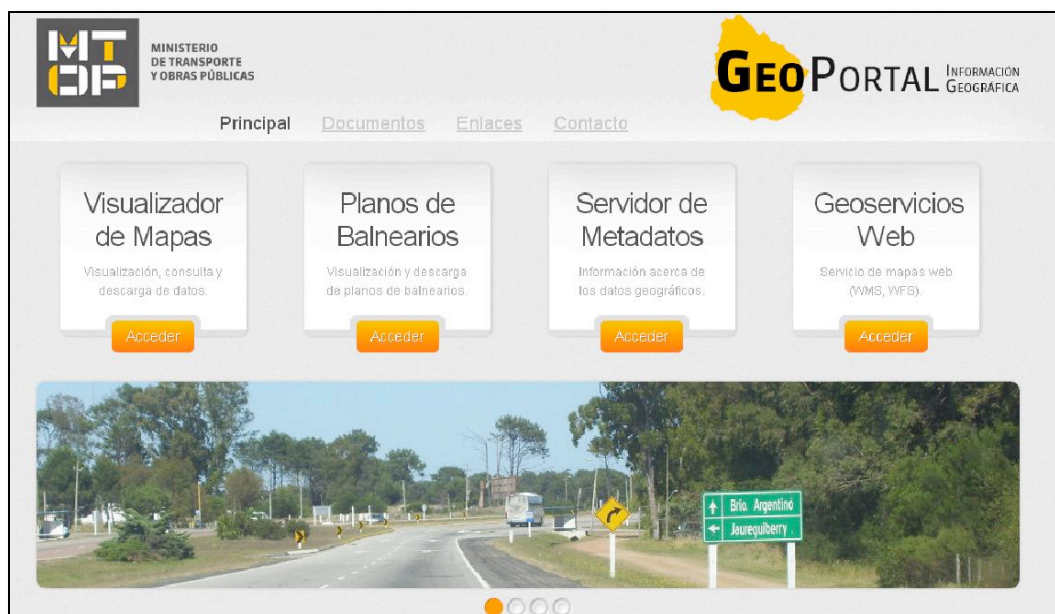 MT
OP
MINISTERIO
DE TRANSPORTE
Y OBRAS PÚBLICAS
GEOPORTAL
INFORMACIÓN
GEOGRÁFICA
Principal Documentos Enlaces Contacto
Visualizador
de Mapas
Visualización, consulta y
descarga de datos.
Acceder
Planos de
Balnearios
Visualización y descarga
de planos de balnearios.
Acceder
Servidor de
Metadatos
Información acerca de
los datos geográficos.
Acceder
Geoservicios
Web
Servicio de mapas web
(WMS, WFS).
Acceder
Brio. Argentino
Jaureguiberry